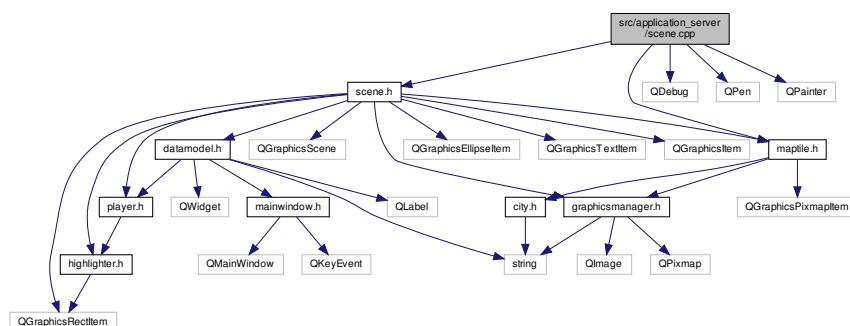 src/application_server
/scene.cpp
scene.h
QDebug
QPen
QPainter
datamodel.h
QGraphicsScene
QGraphicsEllipseItem
QGraphicsTextItem
QGraphicsItem
maptile.h
player.h
QWidget
mainwindow.h
QLabel
city.h
graphicsmanager.h
QGraphicsPixmapItem
highlighter.h
QMainWindow
QKeyEvent
string
QImage
QPixmap
QGraphicsRectItem